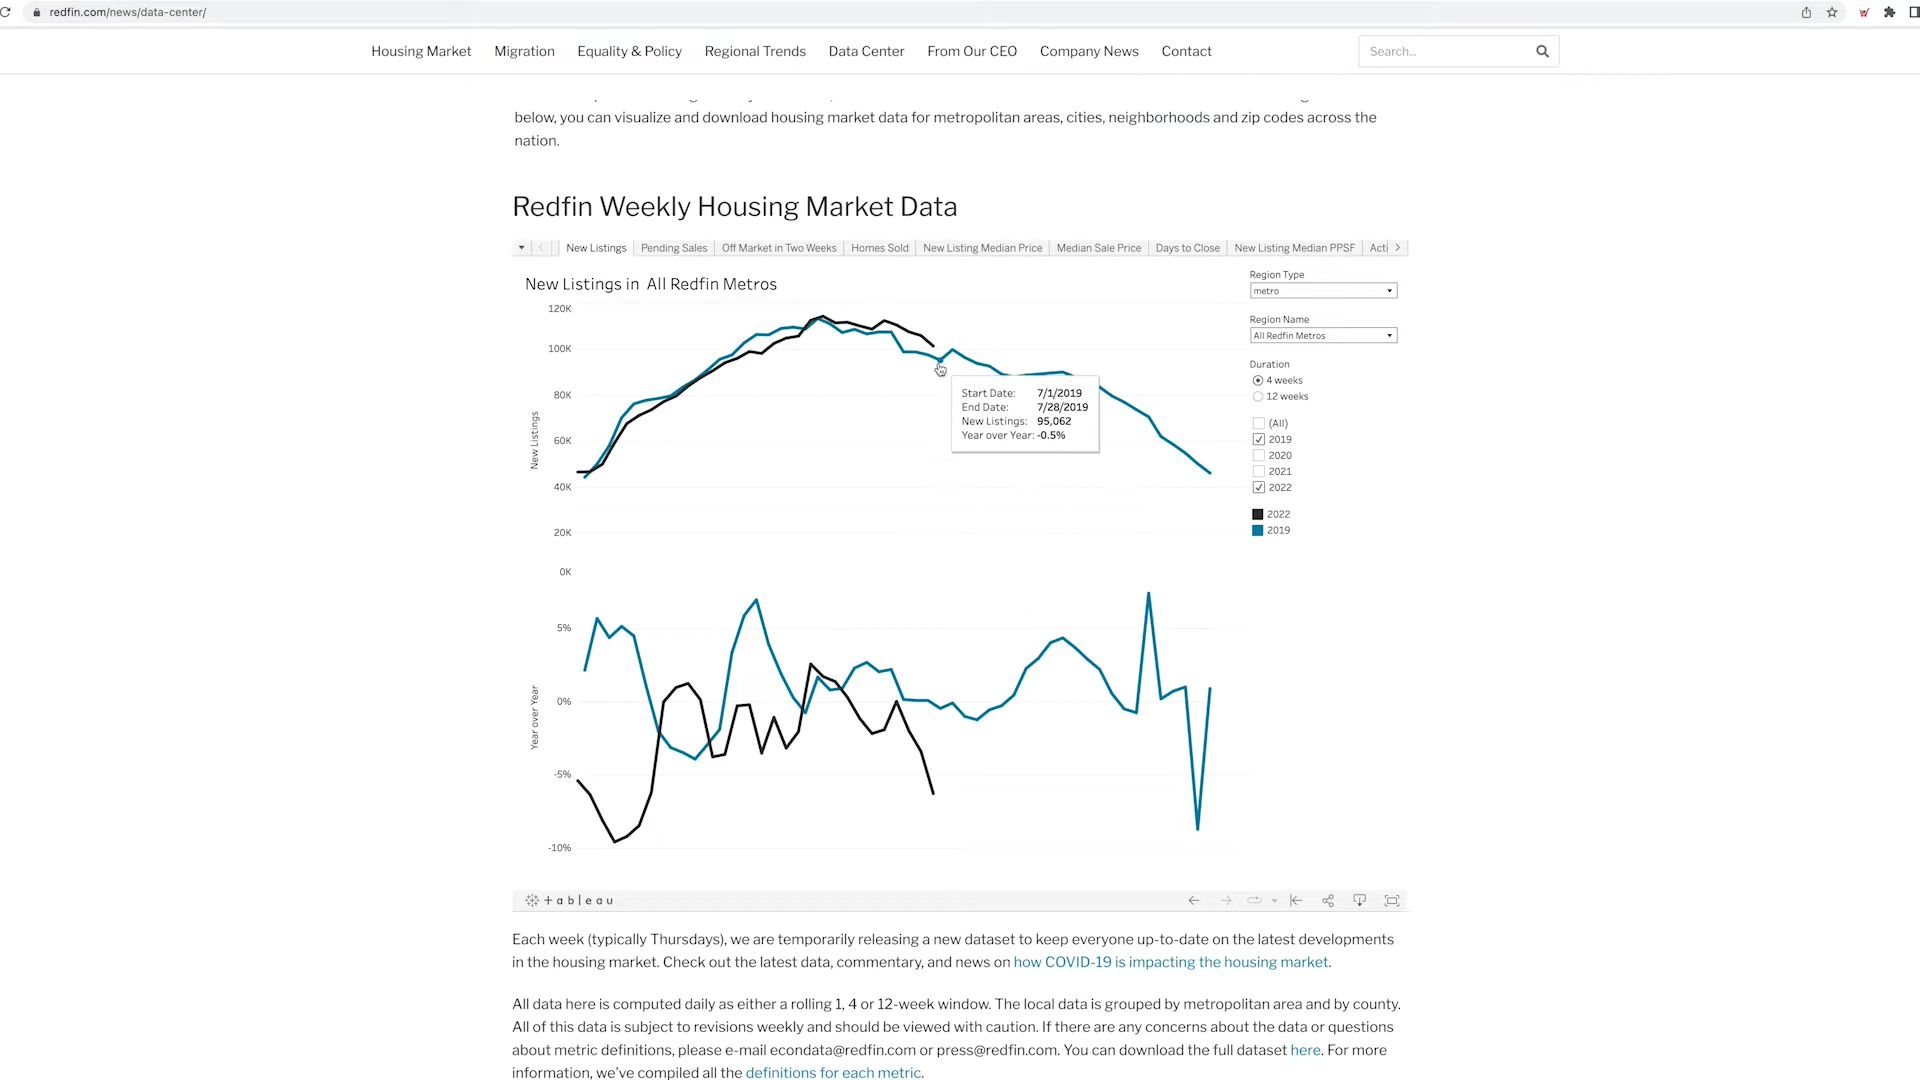 redfin.com/news/data-center/
Housing Market Migration Equality & Policy Regional Trends Data Center From Our CEO Company News Contact Search...
below, you can visualize and download housing market data for metropolitan areas, cities, neighborhoods and zip codes across the
nation.
Redfin Weekly Housing Market Data
New Listings Pending Sales Off Market in Two Weeks Homes Sold New Listing Median Price Median Sale Price Days to Close New Listing Median PPSF Acti
New Listings in All Redfin Metros
120K
100K
80K
60K
40K
20K
0K
New Listings
Start Date: 7/1/2019
End Date: 7/28/2019
New Listings: 95,062
Year over Year: -0.5%
5%
0%
-5%
-10%
Year over Year
Region Type
metro
Region Name
All Redfin Metros
Duration
4 weeks
12 weeks
(All)
2019
2020
2021
2022
2022
2019
+ableau
Each week (typically Thursdays), we are temporarily releasing a new dataset to keep everyone up-to-date on the latest developments
in the housing market. Check out the latest data, commentary, and news on how COVID-19 is impacting the housing market.
All data here is computed daily as either a rolling 1, 4 or 12-week window. The local data is grouped by metropolitan area and by county.
All of this data is subject to revisions weekly and should be viewed with caution. If there are any concerns about the data or questions
about metric definitions, please e-mail econdata@redfin.com or press@redfin.com. You can download the full dataset here. For more
information, we've compiled all the definitions for each metric.